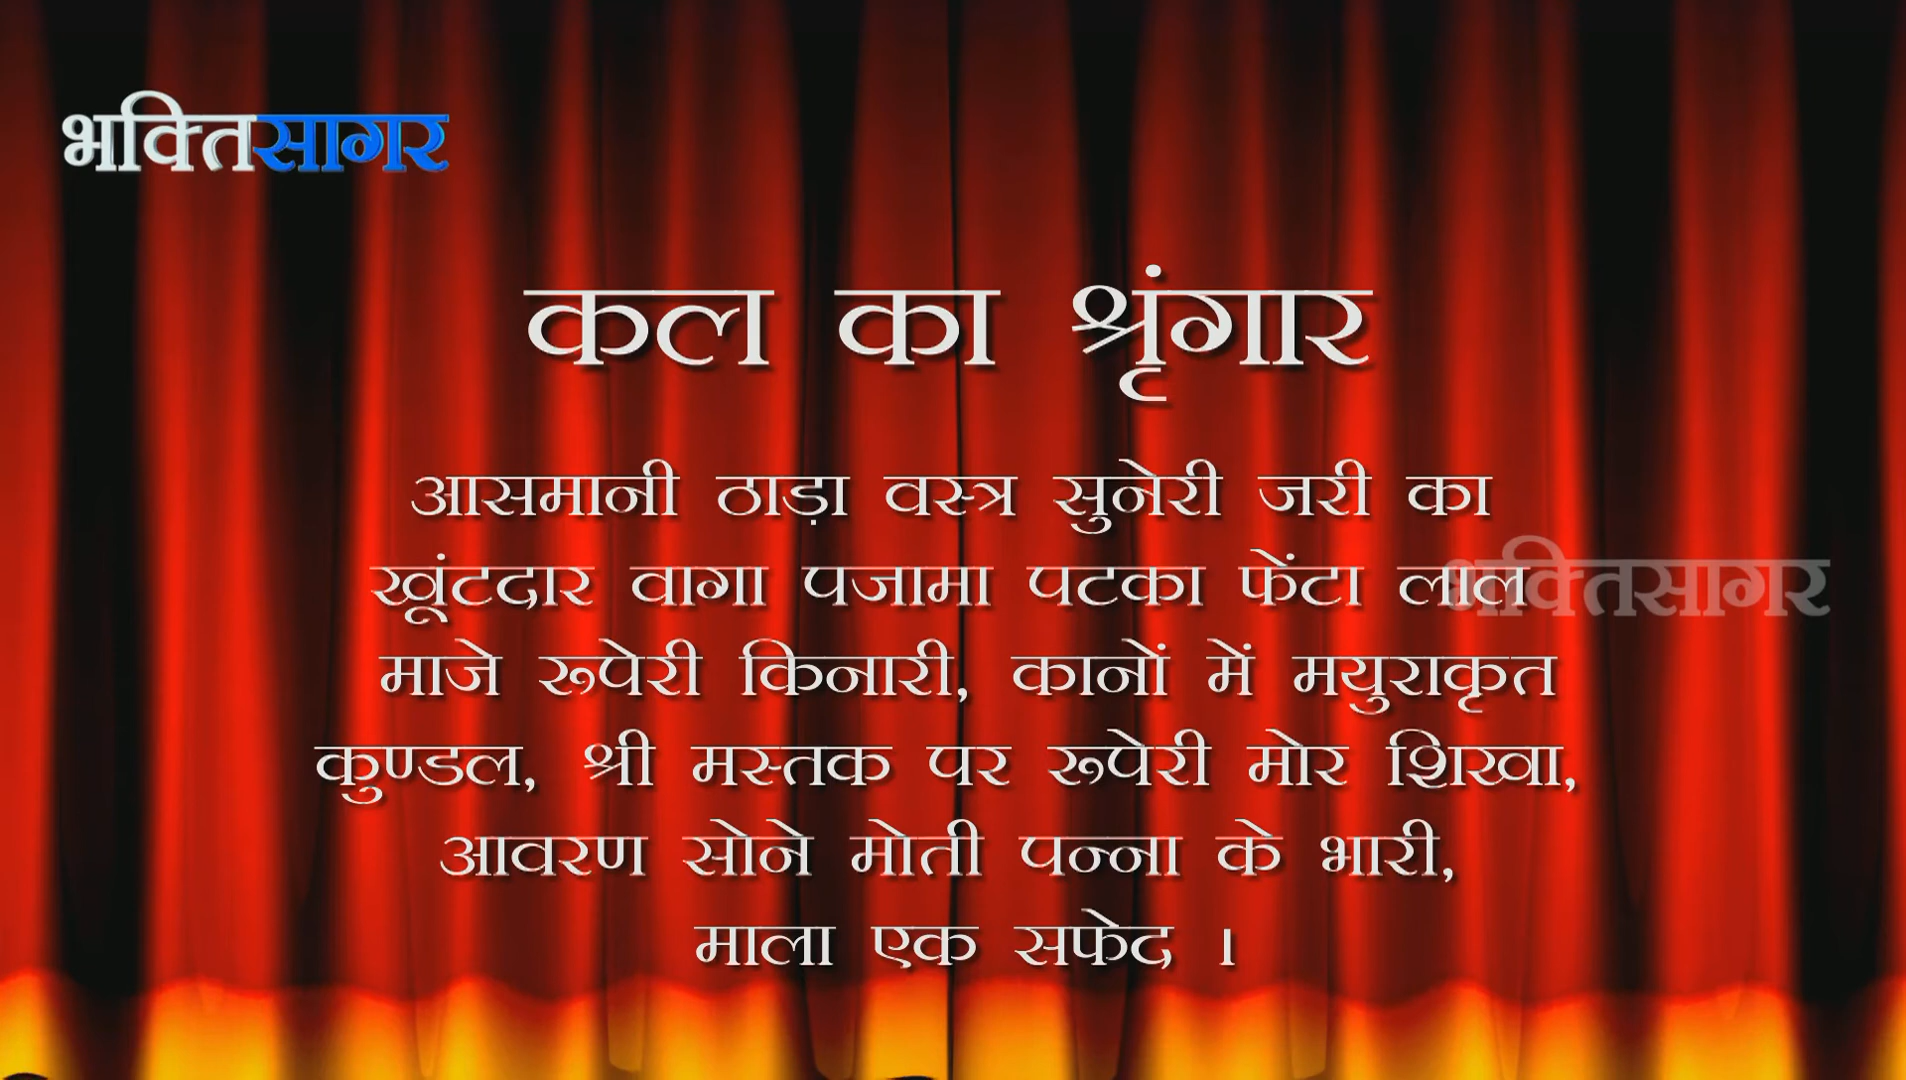 भक्तिसागर
कल का श्रृंगार
आसमानी ठाड़ा वस्त्र सुनेरी जरी का
खूंटदार वागा पजामा पटका फेंटा लाल
भक्तिसागर
माजे रूपेरी किनारी, कानों में मयुराकृत
कुण्डल, श्री मस्तक पर रूपेरी मोर शिखा,
आवरण सोने मोती पन्ना के भारी,
माला एक सफेद ।